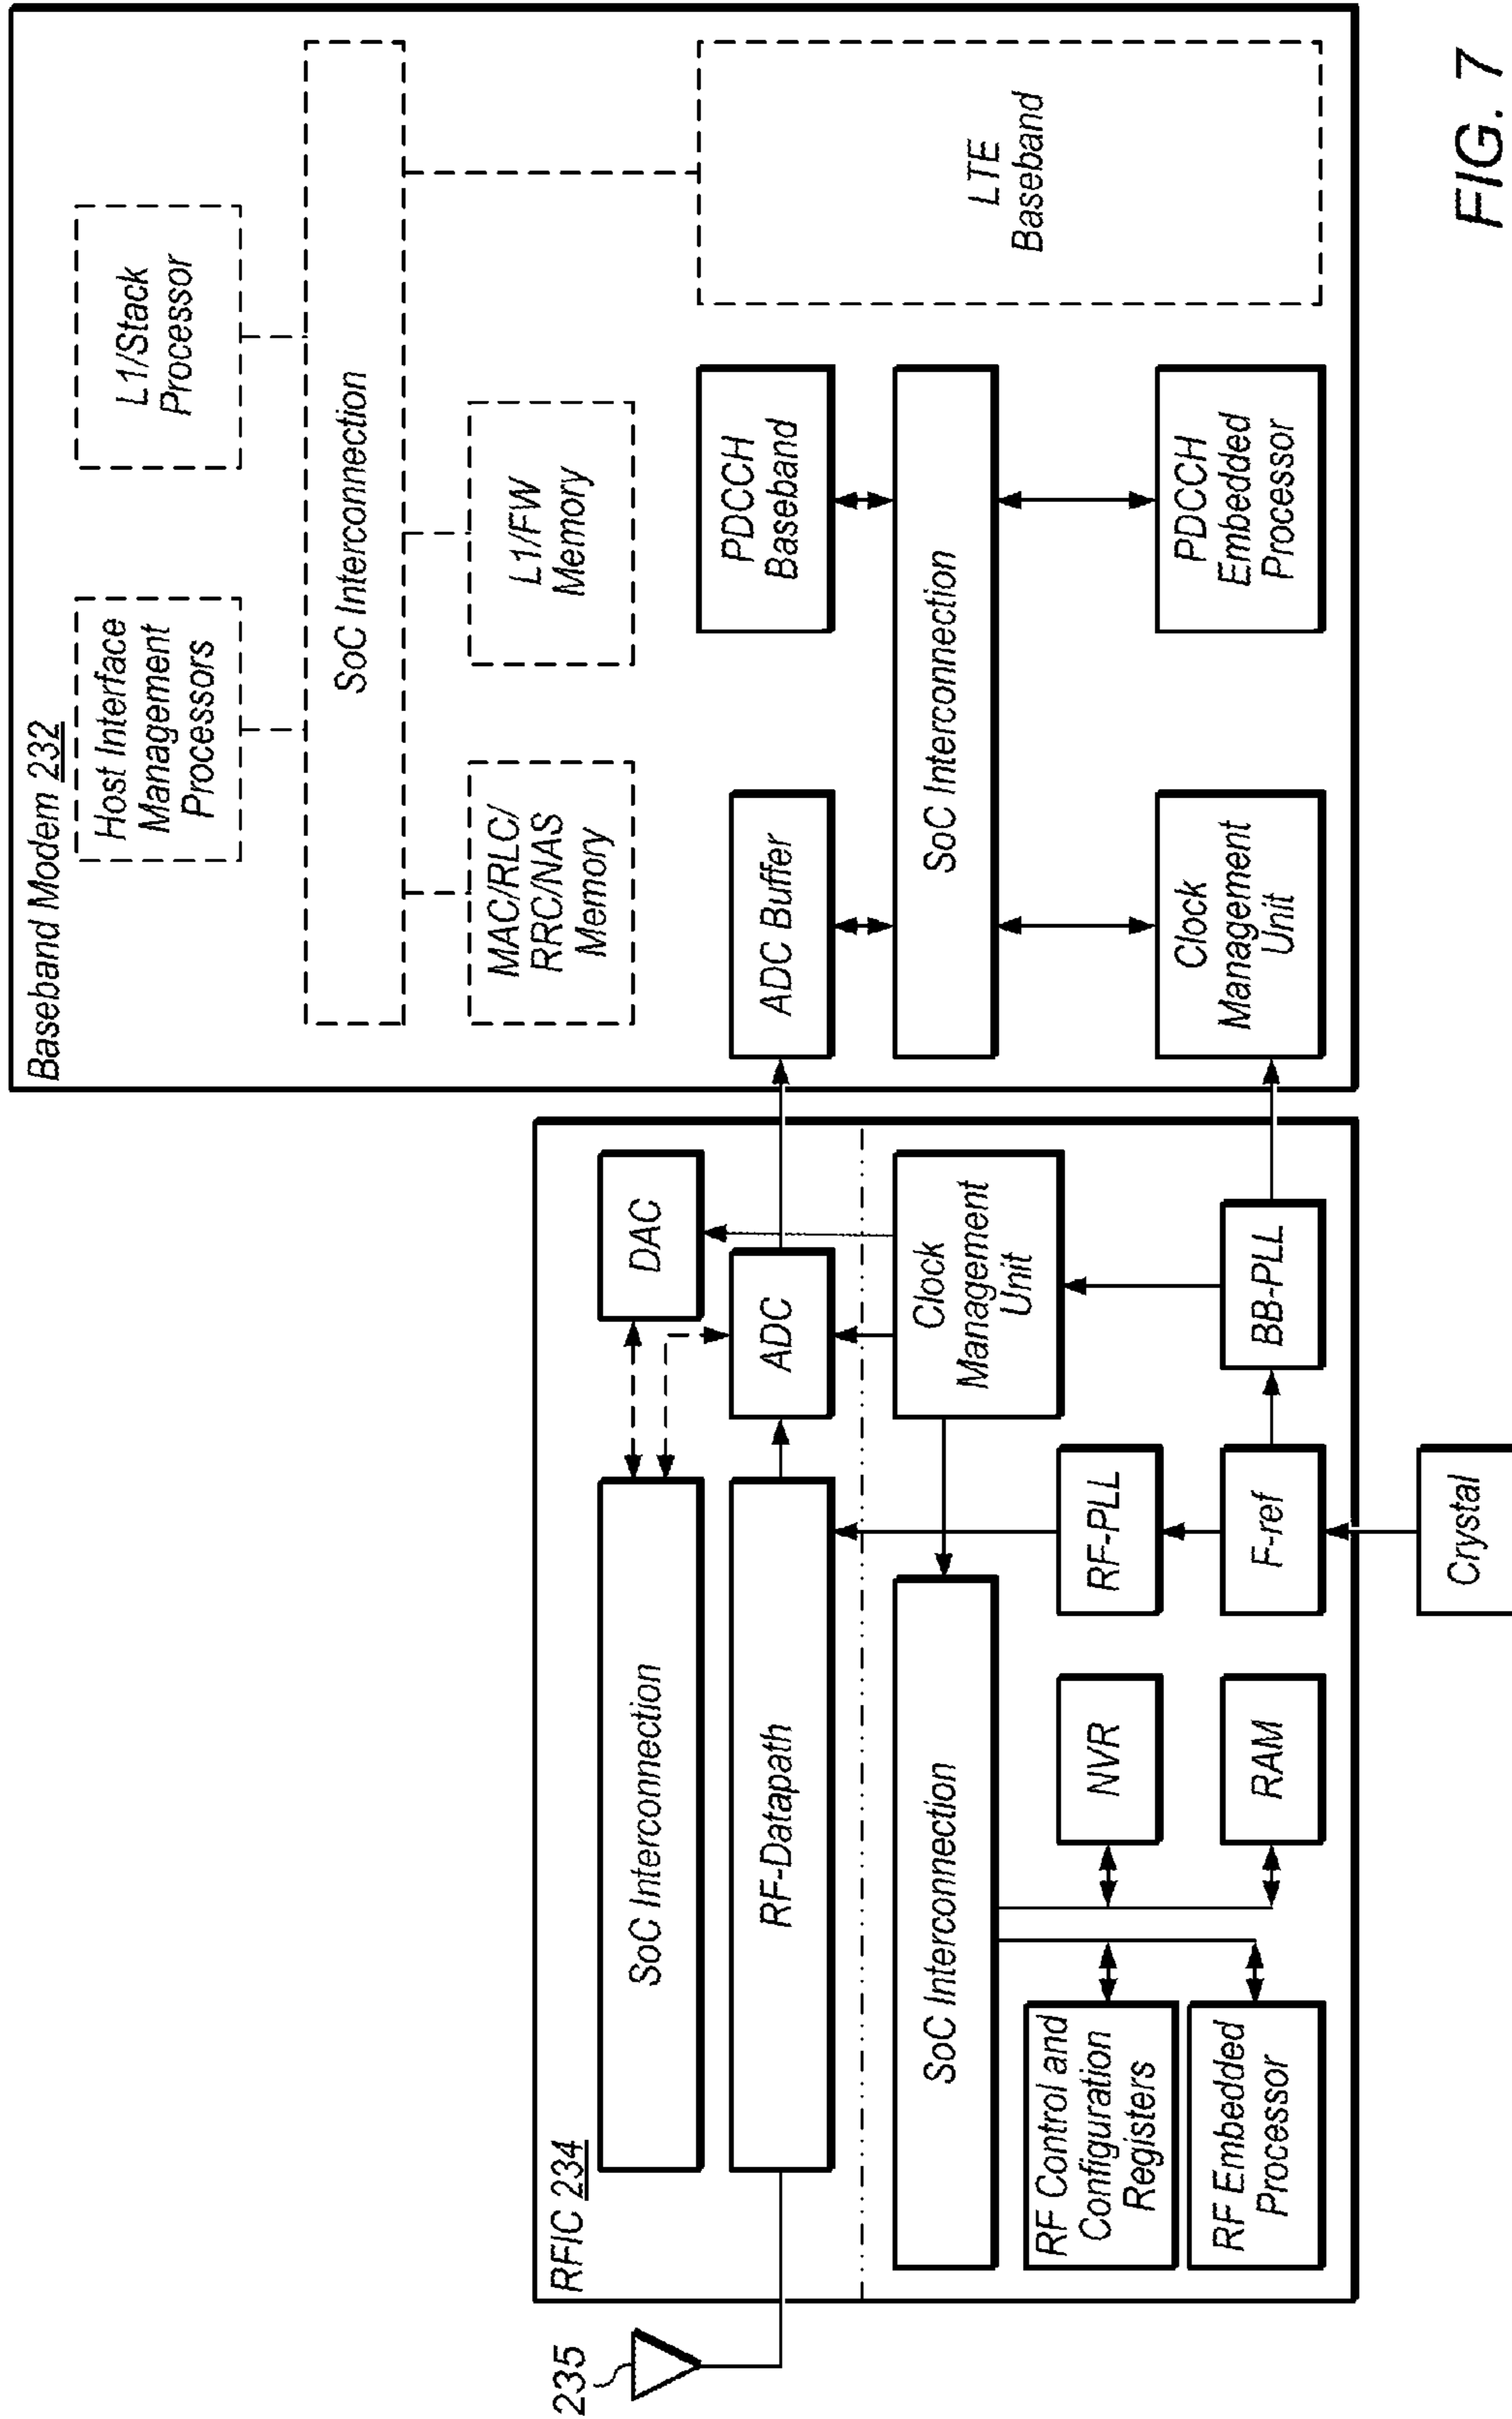 Baseband Modem 232
Host Interface
Management
Processors
L1/Stack
Processor
SoC Interconnection
MAC/RLC/
RRC/NAS
Memory
L1/FW
Memory
ADC Buffer
PDCCH
Baseband
LTE
Baseband
SoC Interconnection
Clock
Management
Unit
PDCCH
Embedded
Processor
235
RFIC 234
SoC Interconnection
DAC
RF-Datapath
ADC
SoC Interconnection
Clock
Management
Unit
RF Control and
Configuration
Registers
NVR
RF-PLL
RF Embedded
Processor
RAM
F-ref
BB-PLL
Crystal
FIG. 7